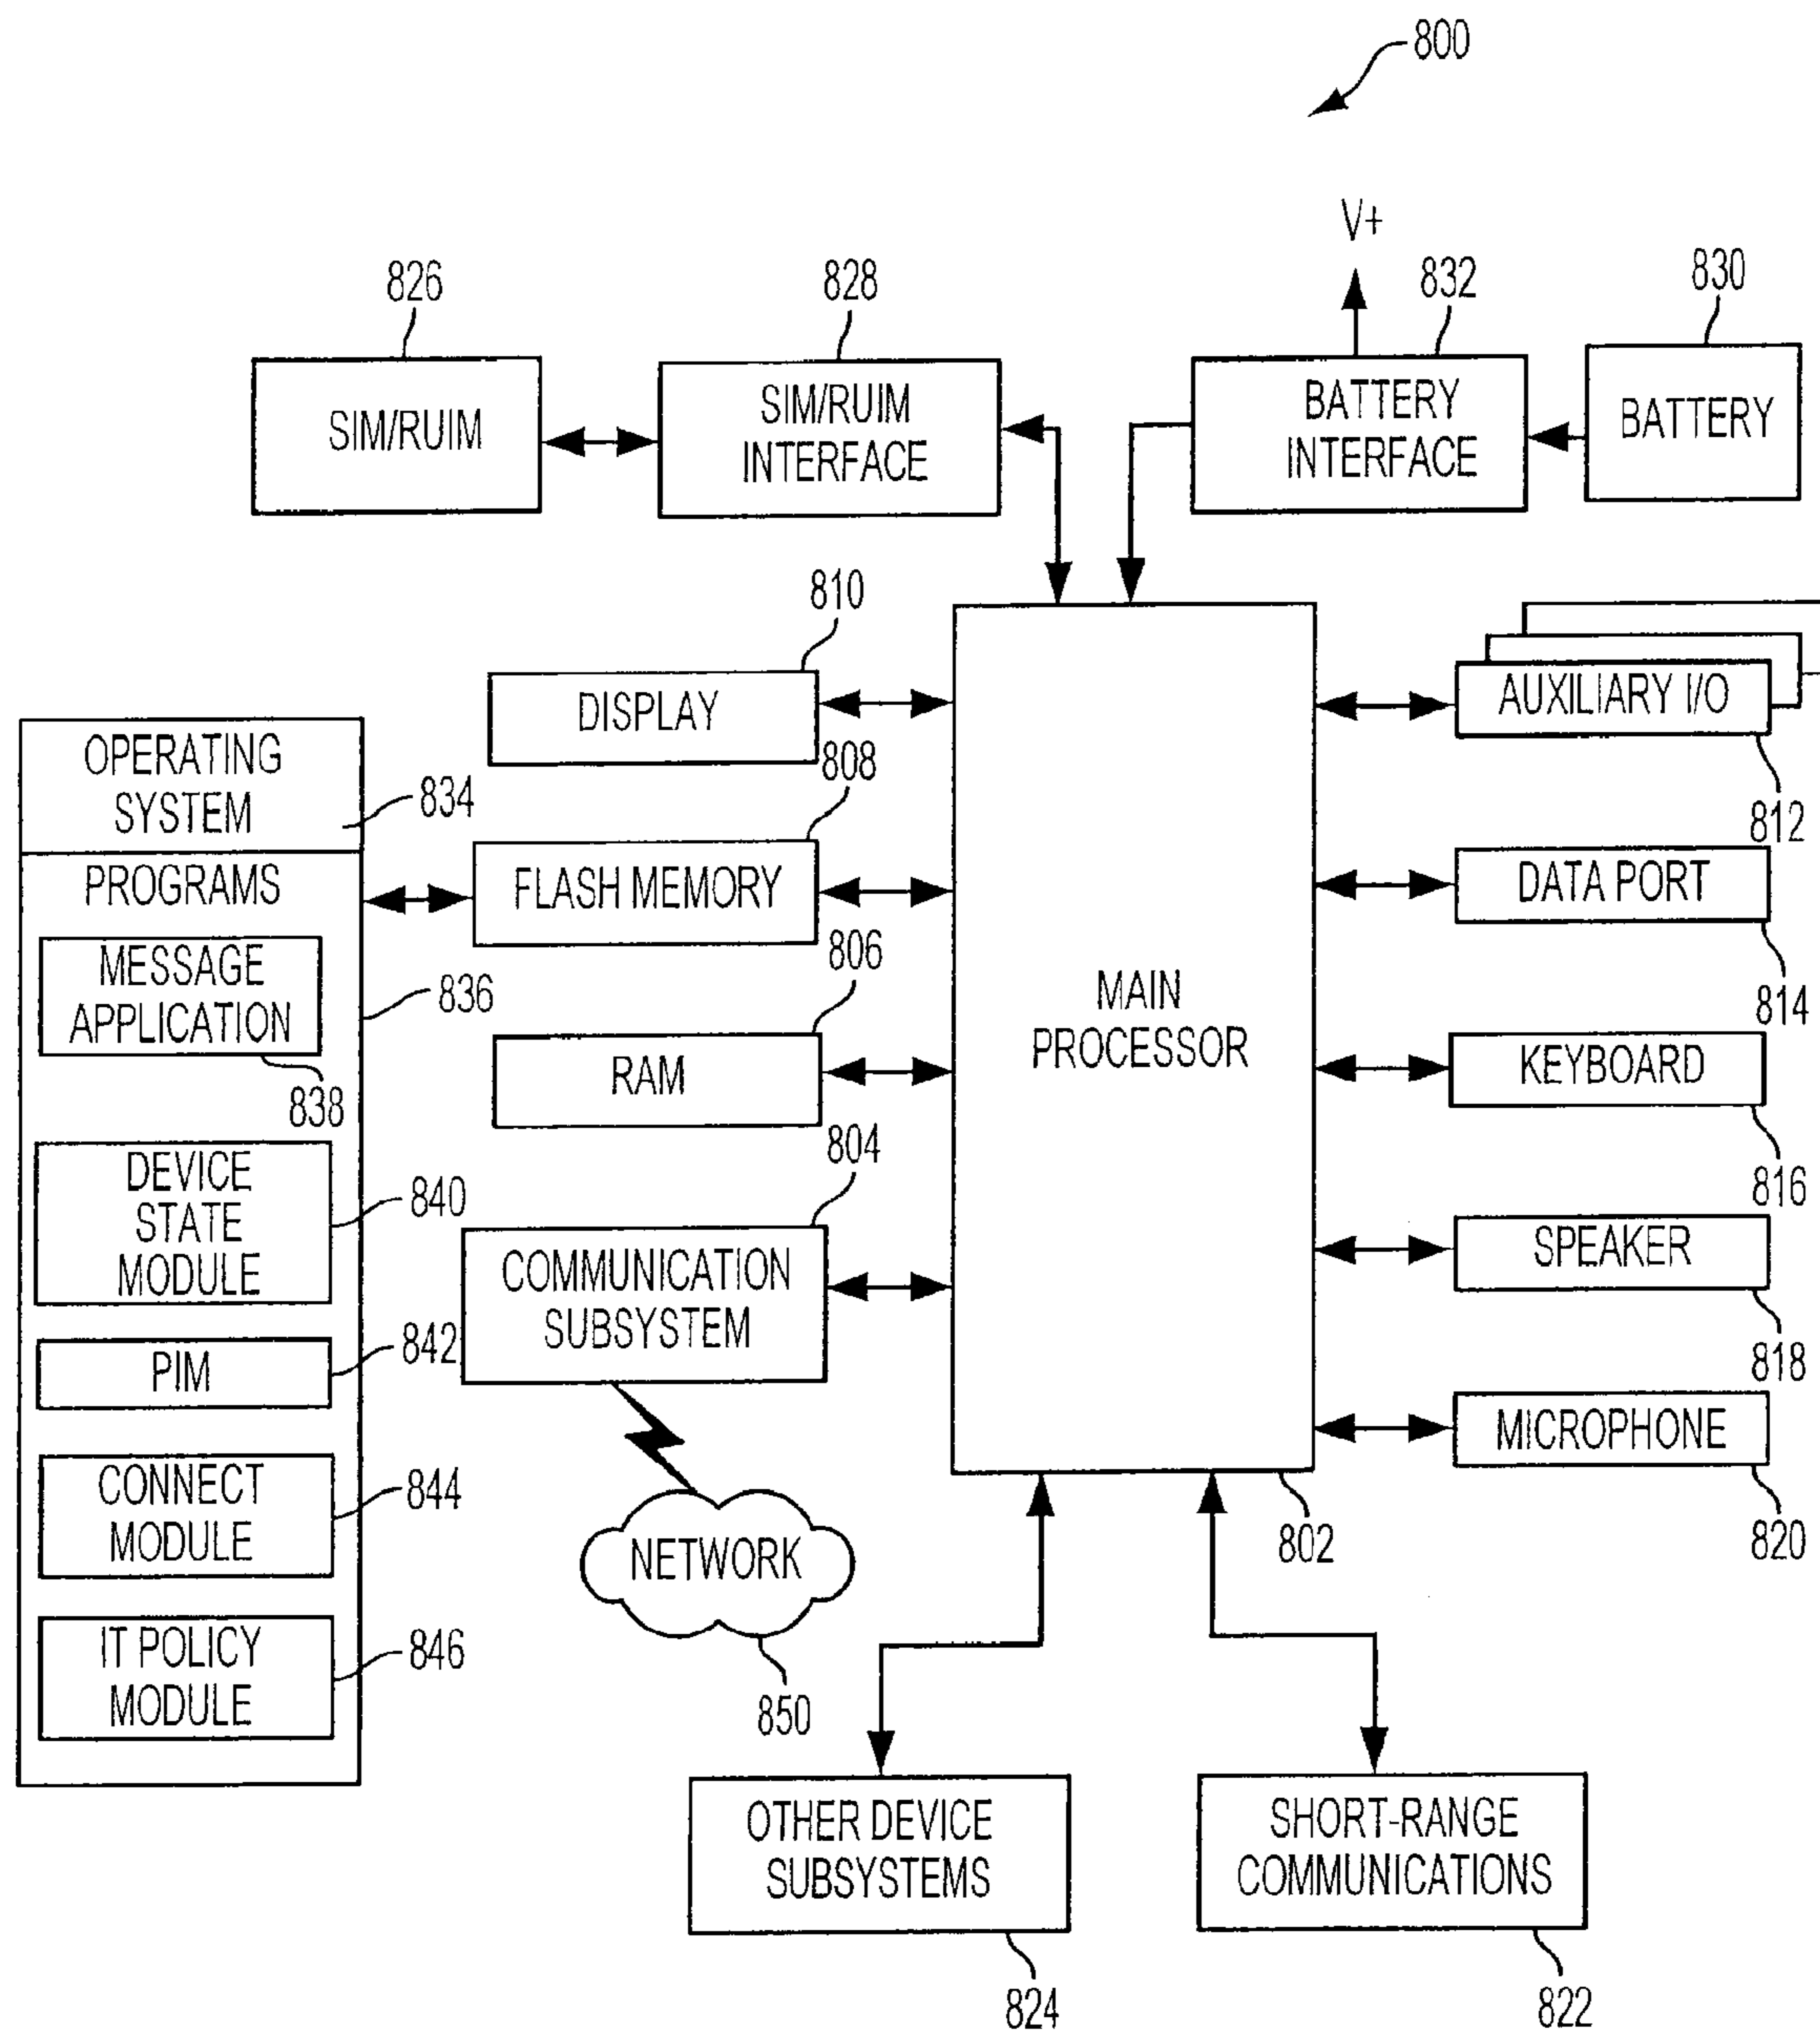 800
V+
826
828
832
830
SIM/RUIM
SIM/RUIM
INTERFACE
BATTERY
INTERFACE
BATTERY
810
DISPLAY
AUXILIARY I/O
812
OPERATING
SYSTEM
834
808
FLASH MEMORY
DATA PORT
814
PROGRAMS
MESSAGE
APPLICATION
836
838
806
RAM
MAIN
PROCESSOR
KEYBOARD
816
DEVICE
STATE
MODULE
840
804
COMMUNICATION
SUBSYSTEM
SPEAKER
818
PIM
842
MICROPHONE
820
CONNECT
MODULE
844
NETWORK
850
802
IT POLICY
MODULE
846
OTHER DEVICE
SUBSYSTEMS
824
SHORT-RANGE
COMMUNICATIONS
822